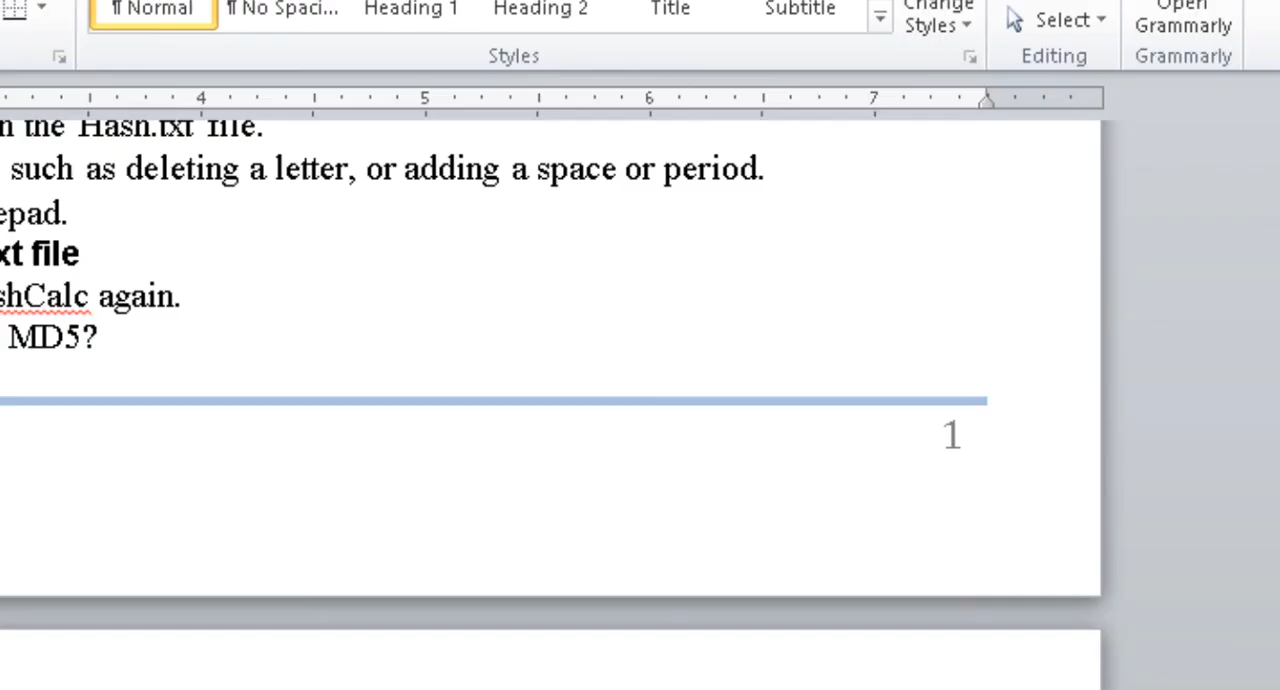 ¶ Normal ¶ No Spaci... Heading 1 Heading 2 Title Subtitle Change Styles Select Open Grammarly
Styles Editing Grammarly
4 5 6 7
n the Hash.txt file.
such as deleting a letter, or adding a space or period.
epad.
xt file
shCalc again.
MD5?
1